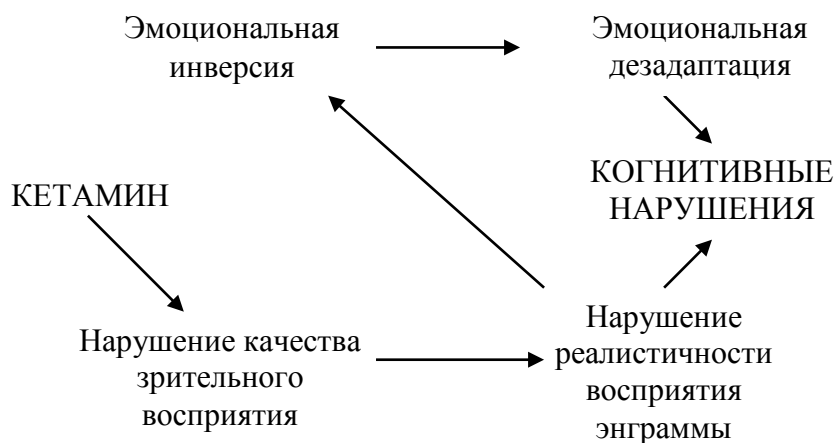 Эмоциональная
инверсия
Эмоциональная
дезадаптация
КЕТАМИН
КОГНИТИВНЫЕ
НАРУШЕНИЯ
Нарушение качества
зрительного
восприятия
Нарушение
реалистичности
восприятия
энграммы